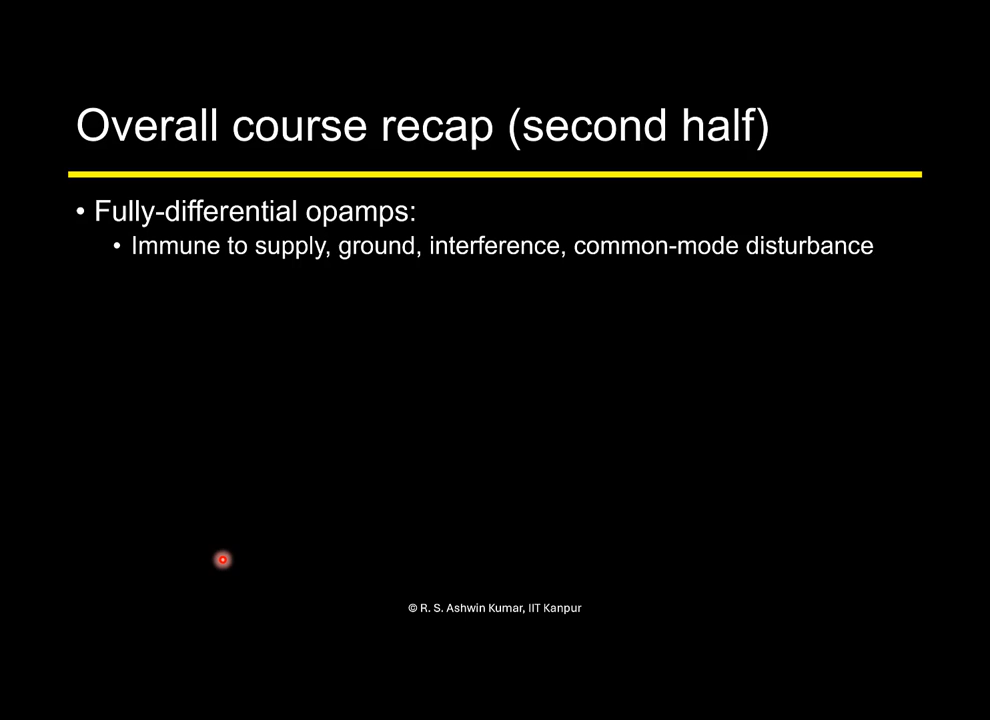 Overall course recap (second half)
• Fully-differential opamps:
• Immune to supply, ground, interference, common-mode disturbance
© R. S. Ashwin Kumar, IIT Kanpur